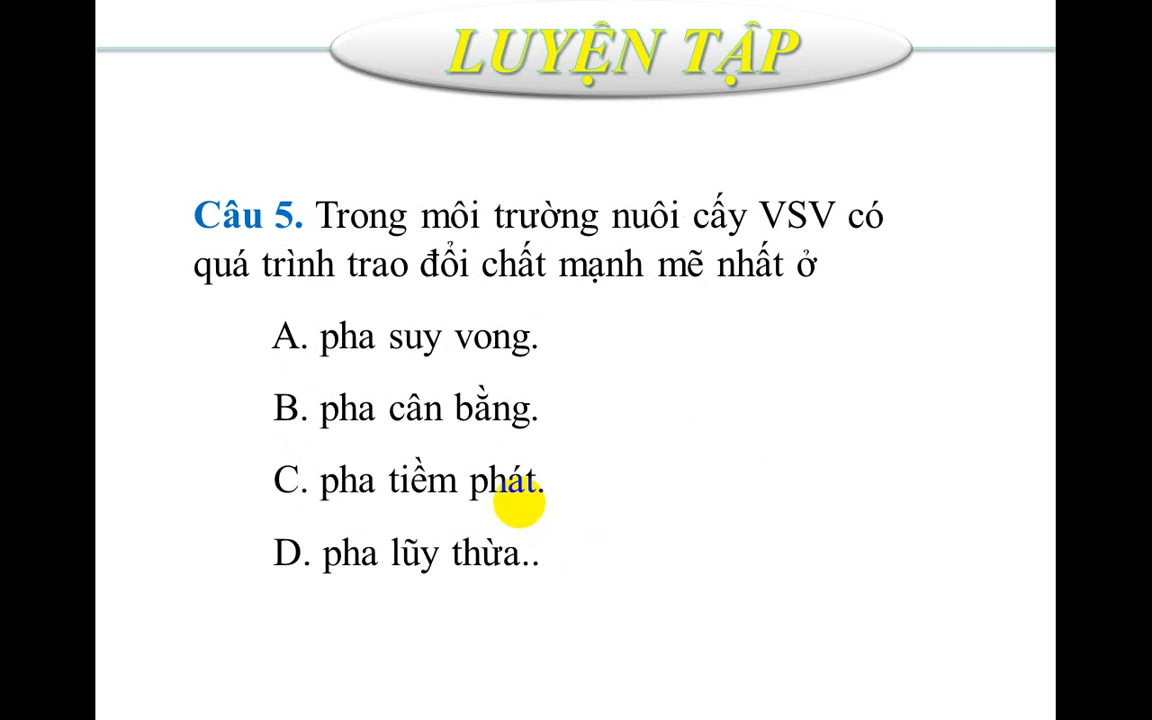 LUYỆN TẬP
Câu 5. Trong môi trường nuôi cấy VSV có
quá trình trao đổi chất mạnh mẽ nhất ở
A. pha suy vong.
B. pha cân bằng.
C. pha tiềm phát.
D. pha lũy thừa..